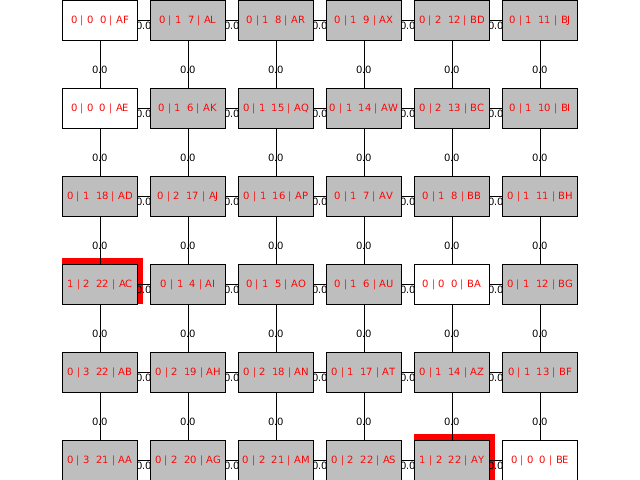 0 | 0 0 | AF 0.0 0 | 1 7 | AL 0.0 0 | 1 8 | AR 0.0 0 | 1 9 | AX 0.0 0 | 2 12 | BD 0.0 0 | 1 11 | BJ
0.0 0.0 0.0 0.0 0.0 0.0
0 | 0 0 | AE 0.0 0 | 1 6 | AK 0.0 0 | 1 15 | AQ 0.0 0 | 1 14 | AW 0.0 0 | 2 13 | BC 0.0 0 | 1 10 | BI
0.0 0.0 0.0 0.0 0.0 0.0
0 | 1 18 | AD 0.0 0 | 2 17 | AJ 0.0 0 | 1 16 | AP 0.0 0 | 1 7 | AV 0.0 0 | 1 8 | BB 0.0 0 | 1 11 | BH
0.0 0.0 0.0 0.0 0.0 0.0
1 | 2 22 | AC 0.0 0 | 1 4 | AI 0.0 0 | 1 5 | AO 0.0 0 | 1 6 | AU 0.0 0 | 0 0 | BA 0.0 0 | 1 12 | BG
0.0 0.0 0.0 0.0 0.0 0.0
0 | 3 22 | AB 0.0 0 | 2 19 | AH 0.0 0 | 2 18 | AN 0.0 0 | 1 17 | AT 0.0 0 | 1 14 | AZ 0.0 0 | 1 13 | BF
0.0 0.0 0.0 0.0 0.0 0.0
0 | 3 21 | AA 0.0 0 | 2 20 | AG 0.0 0 | 2 21 | AM 0.0 0 | 2 22 | AS 0.0 1 | 2 22 | AY 0.0 0 | 0 0 | BE